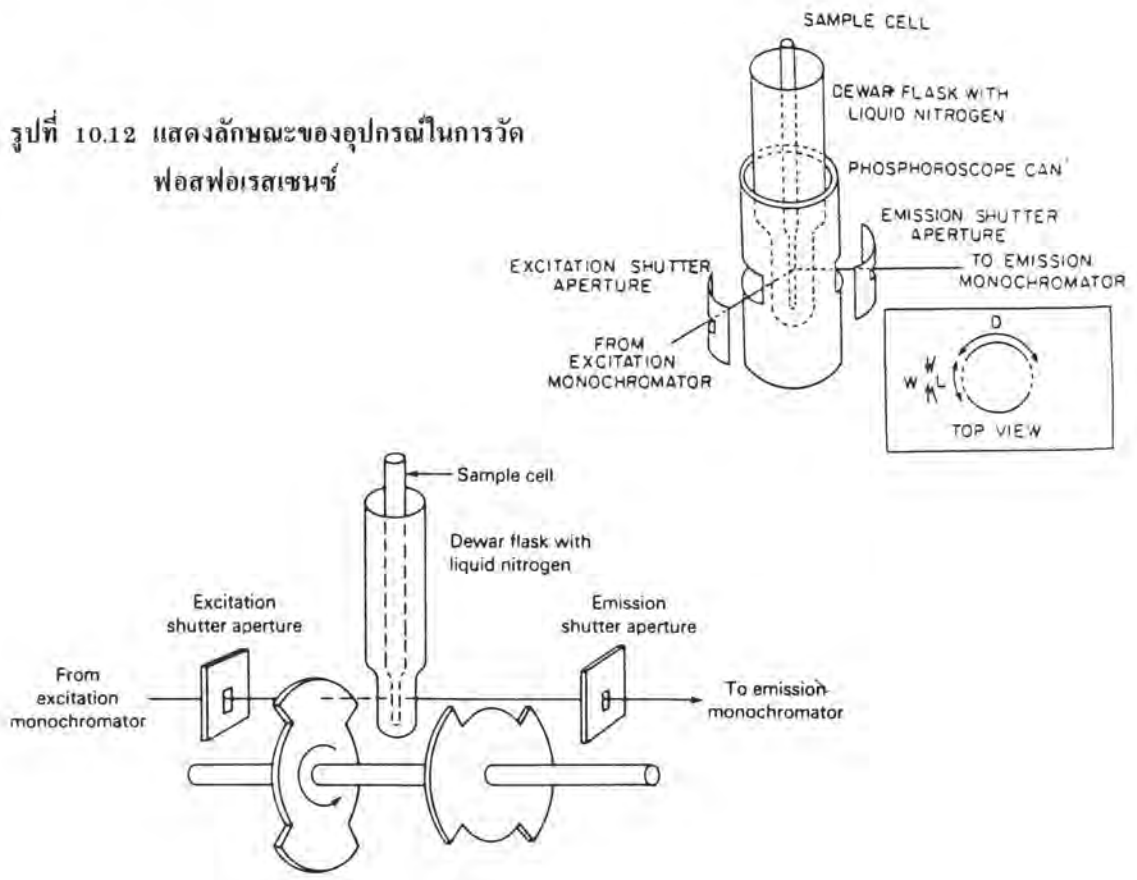 รูปที่ 10.12 แสดงลักษณะของอุปกรณ์ในการวัด
ฟอสฟอเรสเซนซ์
SAMPLE CELL
DEWAR FLASK WITH
LIQUID NITROGEN
PHOSPHOROSCOPE CAN
EMISSION SHUTTER
APERTURE
TO EMISSION
MONOCHROMATOR
EXCITATION SHUTTER
APERTURE
FROM
EXCITATION
MONOCHROMATOR
D
W L
TOP VIEW
Sample cell
Dewar flask with
liquid nitrogen
Excitation
shutter aperture
Emission
shutter aperture
From
excitation
monochromator
To emission
monochromator